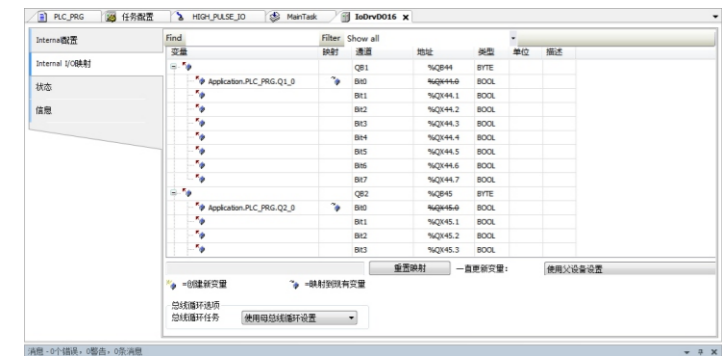 PLC_PRG 任务配置 HIGH_PULSE_IO MainTask IoDrvDO16 x
Internal配置
Internal I/O映射
状态
信息
Find Filter Show all
变量 映射 通道 地址 类型 单位 描述
QB1 %QB44 BYTE
Application.PLC_PRG.Q1_0 Bit0 %QX44.0 BOOL
Bit1 %QX44.1 BOOL
Bit2 %QX44.2 BOOL
Bit3 %QX44.3 BOOL
Bit4 %QX44.4 BOOL
Bit5 %QX44.5 BOOL
Bit6 %QX44.6 BOOL
Bit7 %QX44.7 BOOL
QB2 %QB45 BYTE
Application.PLC_PRG.Q2_0 Bit0 %QX45.0 BOOL
Bit1 %QX45.1 BOOL
Bit2 %QX45.2 BOOL
Bit3 %QX45.3 BOOL
重置映射 一直更新变量: 使用父设备设置
=创建新变量 =映射到现有变量
总线循环选项
总线循环任务 使用母总线循环设置
消息 - 0个错误, 0警告, 0条消息